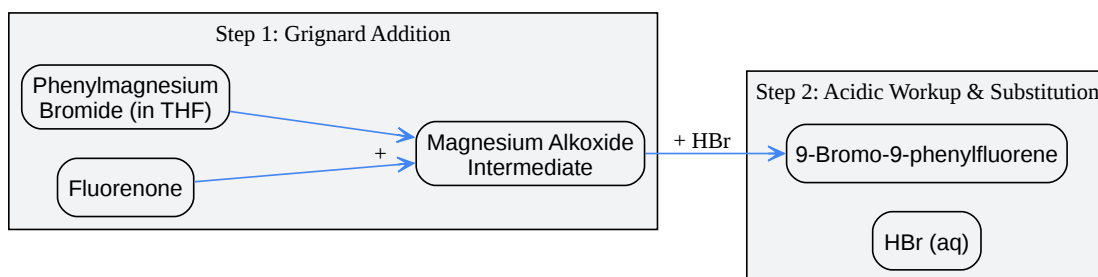 Step 1: Grignard Addition
Phenylmagnesium
Bromide (in THF)
+
Fluorenone
Magnesium Alkoxide
Intermediate
+ HBr
Step 2: Acidic Workup & Substitution
9-Bromo-9-phenylfluorene
HBr (aq)